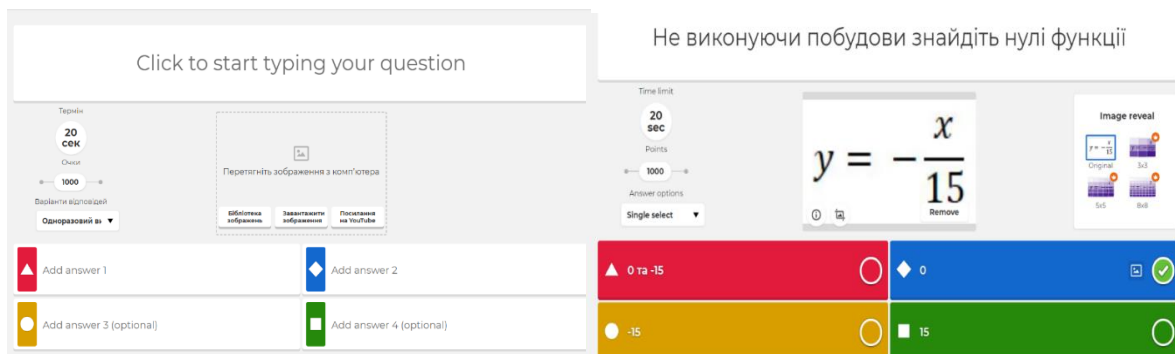 Click to start typing your question
Термін
20
сек
Очки
1000
Варіанти відповідей
Одноразовий ви
Перетягніть зображення з комп'ютера
Бібліотека зображень
Завантажити зображення
Посилання на YouTube
Add answer 1
Add answer 2
Add answer 3 (optional)
Add answer 4 (optional)
Не виконуючи побудови знайдіть нулі функції
Time limit
20
sec
Points
1000
Answer options
Single select
y = − x/15
Remove
Image reveal
y = − x/15
Original
3x3
5x5
8x8
0 та -15
0
-15
15